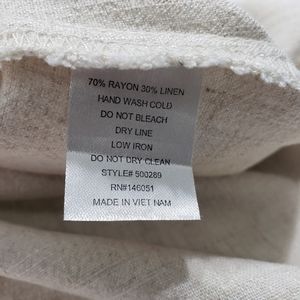 70% RAYON 30% LINEN
HAND WASH COLD
DO NOT BLEACH
DRY LINE
LOW IRON
DO NOT DRY CLEAN
STYLE# 500289
RN#146051
MADE IN VIET NAM